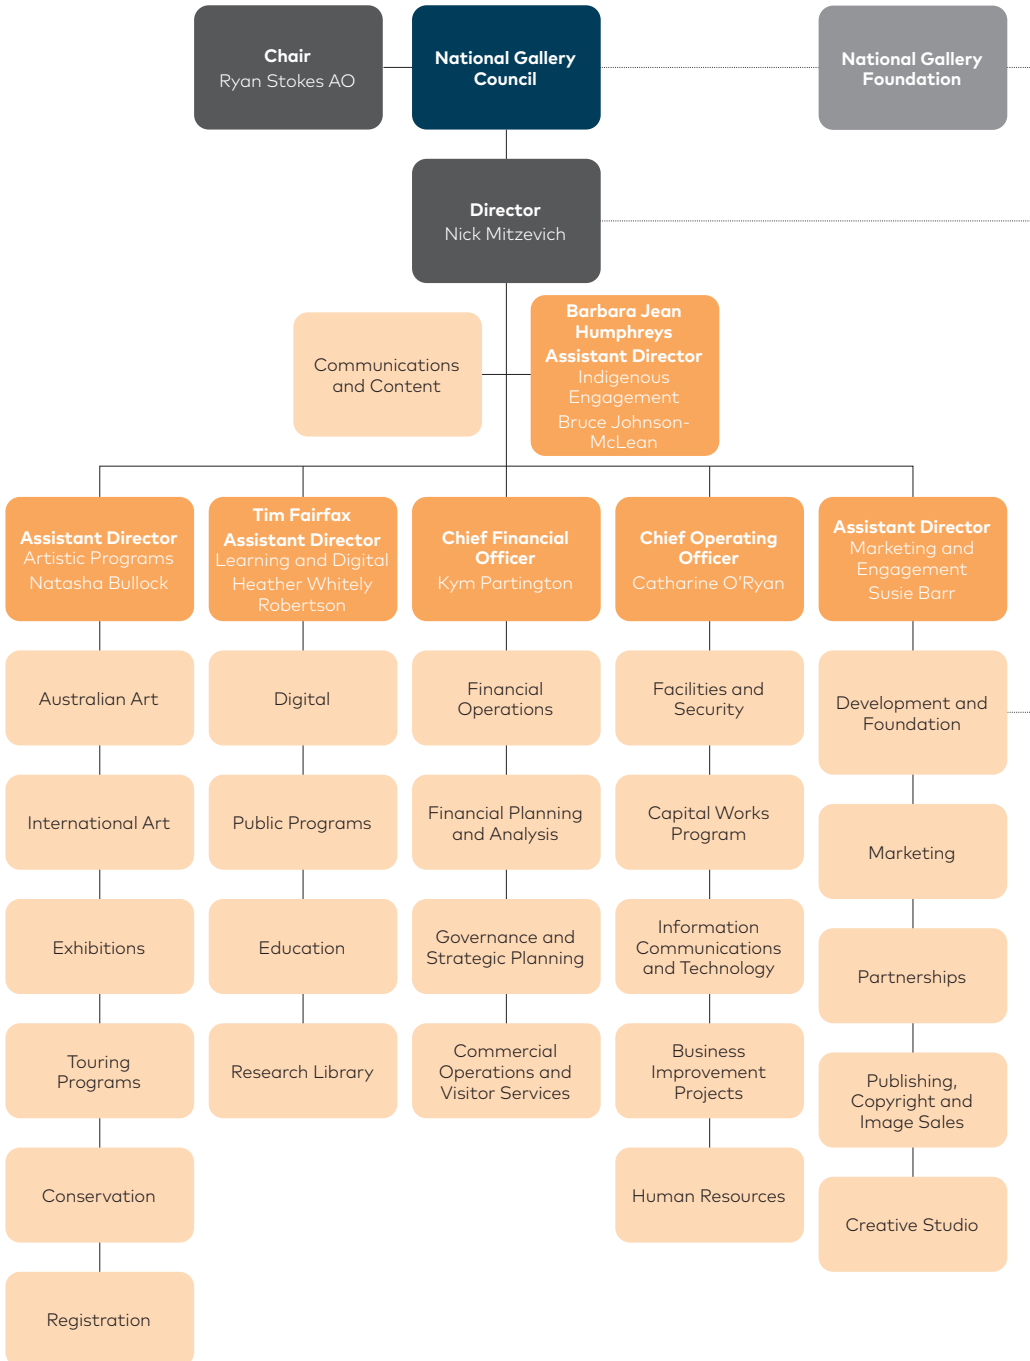 Chair
Ryan Stokes AO
National Gallery
Council
National Gallery
Foundation
Director
Nick Mitzevich
Communications
and Content
Barbara Jean
Humphreys
Assistant Director
Indigenous
Engagement
Bruce Johnson-
McLean
Assistant Director
Artistic Programs
Natasha Bullock
Tim Fairfax
Assistant Director
Learning and Digital
Heather Whitely
Robertson
Chief Financial
Officer
Kym Partington
Chief Operating
Officer
Catharine O'Ryan
Assistant Director
Marketing and
Engagement
Susie Barr
Australian Art
International Art
Exhibitions
Touring
Programs
Conservation
Registration
Digital
Public Programs
Education
Research Library
Financial
Operations
Financial Planning
and Analysis
Governance and
Strategic Planning
Commercial
Operations and
Visitor Services
Facilities and
Security
Capital Works
Program
Information
Communications
and Technology
Business
Improvement
Projects
Human Resources
Development and
Foundation
Marketing
Partnerships
Publishing,
Copyright and
Image Sales
Creative Studio